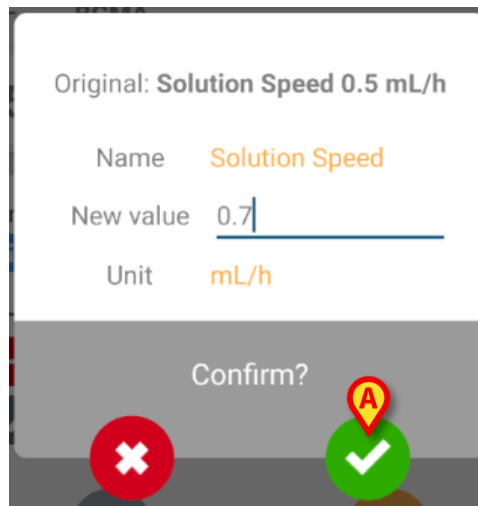 Original: Solution Speed 0.5 mL/h
Name Solution Speed
New value 0.7
Unit mL/h
Confirm?
A